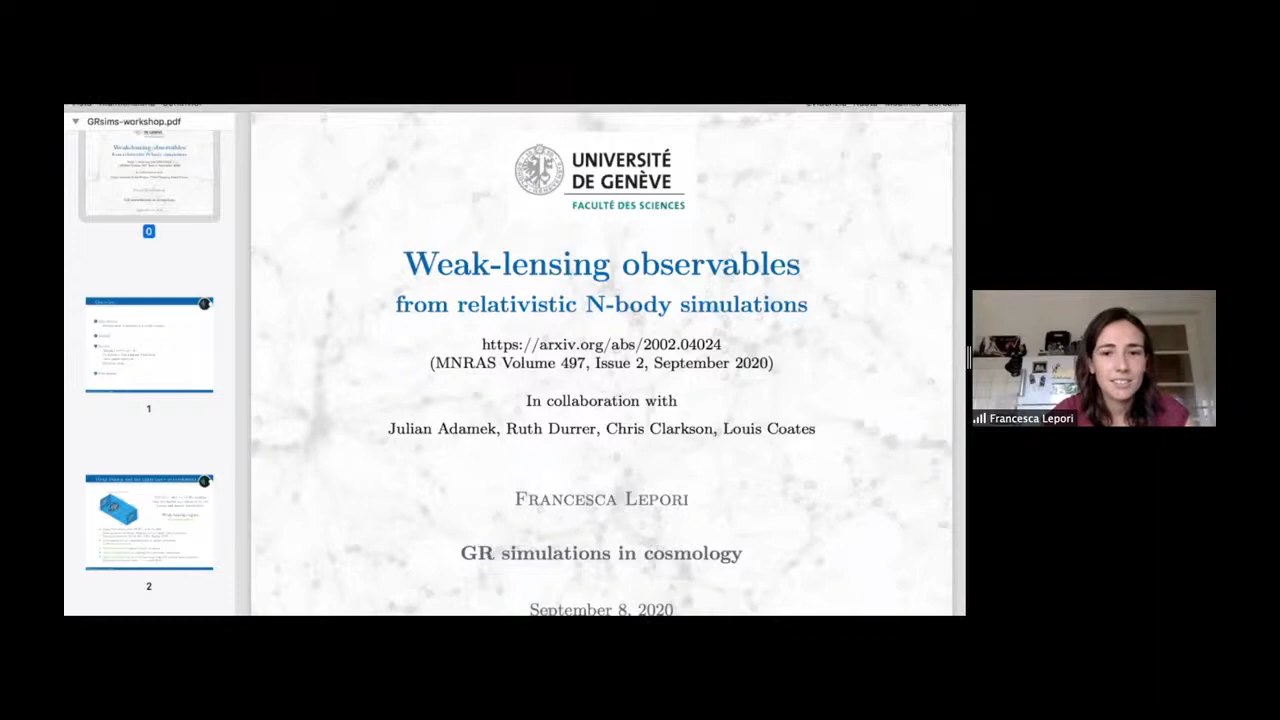 GRsims-workshop.pdf
0
1
2
UNIVERSITÉ
DE GENÈVE
FACULTÉ DES SCIENCES
Weak-lensing observables
from relativistic N-body simulations
https://arxiv.org/abs/2002.04024
(MNRAS Volume 497, Issue 2, September 2020)
In collaboration with
Julian Adamek, Ruth Durrer, Chris Clarkson, Louis Coates
FRANCESCA LEPORI
GR simulations in cosmology
September 8, 2020
Francesca Lepori